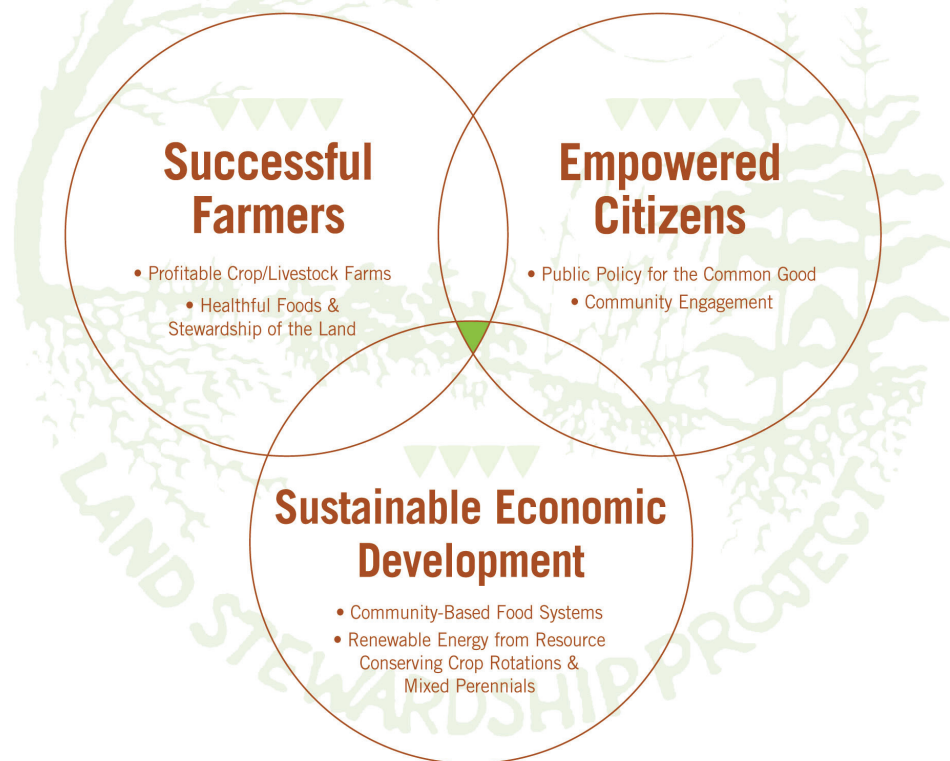 Successful
Farmers
• Profitable Crop/Livestock Farms
• Healthful Foods &
Stewardship of the Land
Empowered
Citizens
• Public Policy for the Common Good
• Community Engagement
Sustainable Economic
Development
• Community-Based Food Systems
• Renewable Energy from Resource
Conserving Crop Rotations &
Mixed Perennials
LAND STEWARDSHIP PROJECT